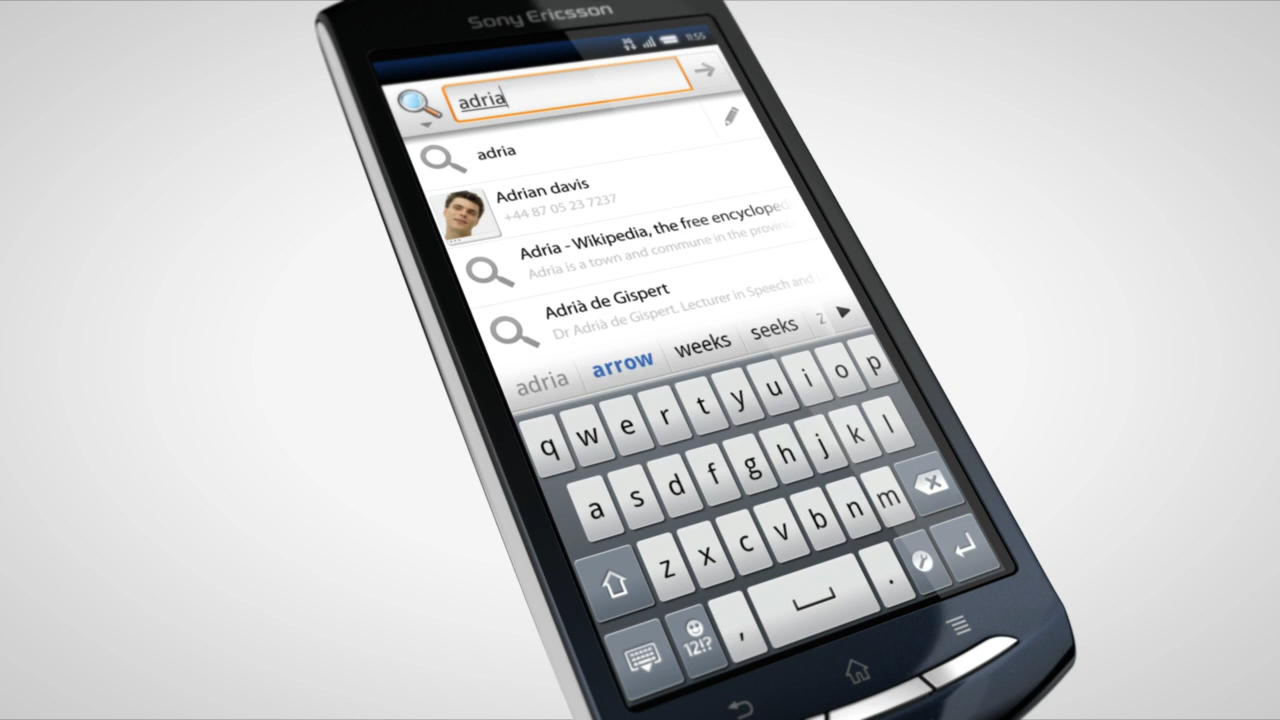 Sony Ericsson
11:55
adria
adria
Adrian davis
+44 87 05 23 7237
Adria - Wikipedia, the free encycloped
Adria is a town and commune in the provinc
Adrià de Gispert
Dr Adrià de Gispert. Lecturer in Speech and
adria arrow weeks seeks
q w e r t y u i o p
a s d f g h j k l
z x c v b n m
12!? , .